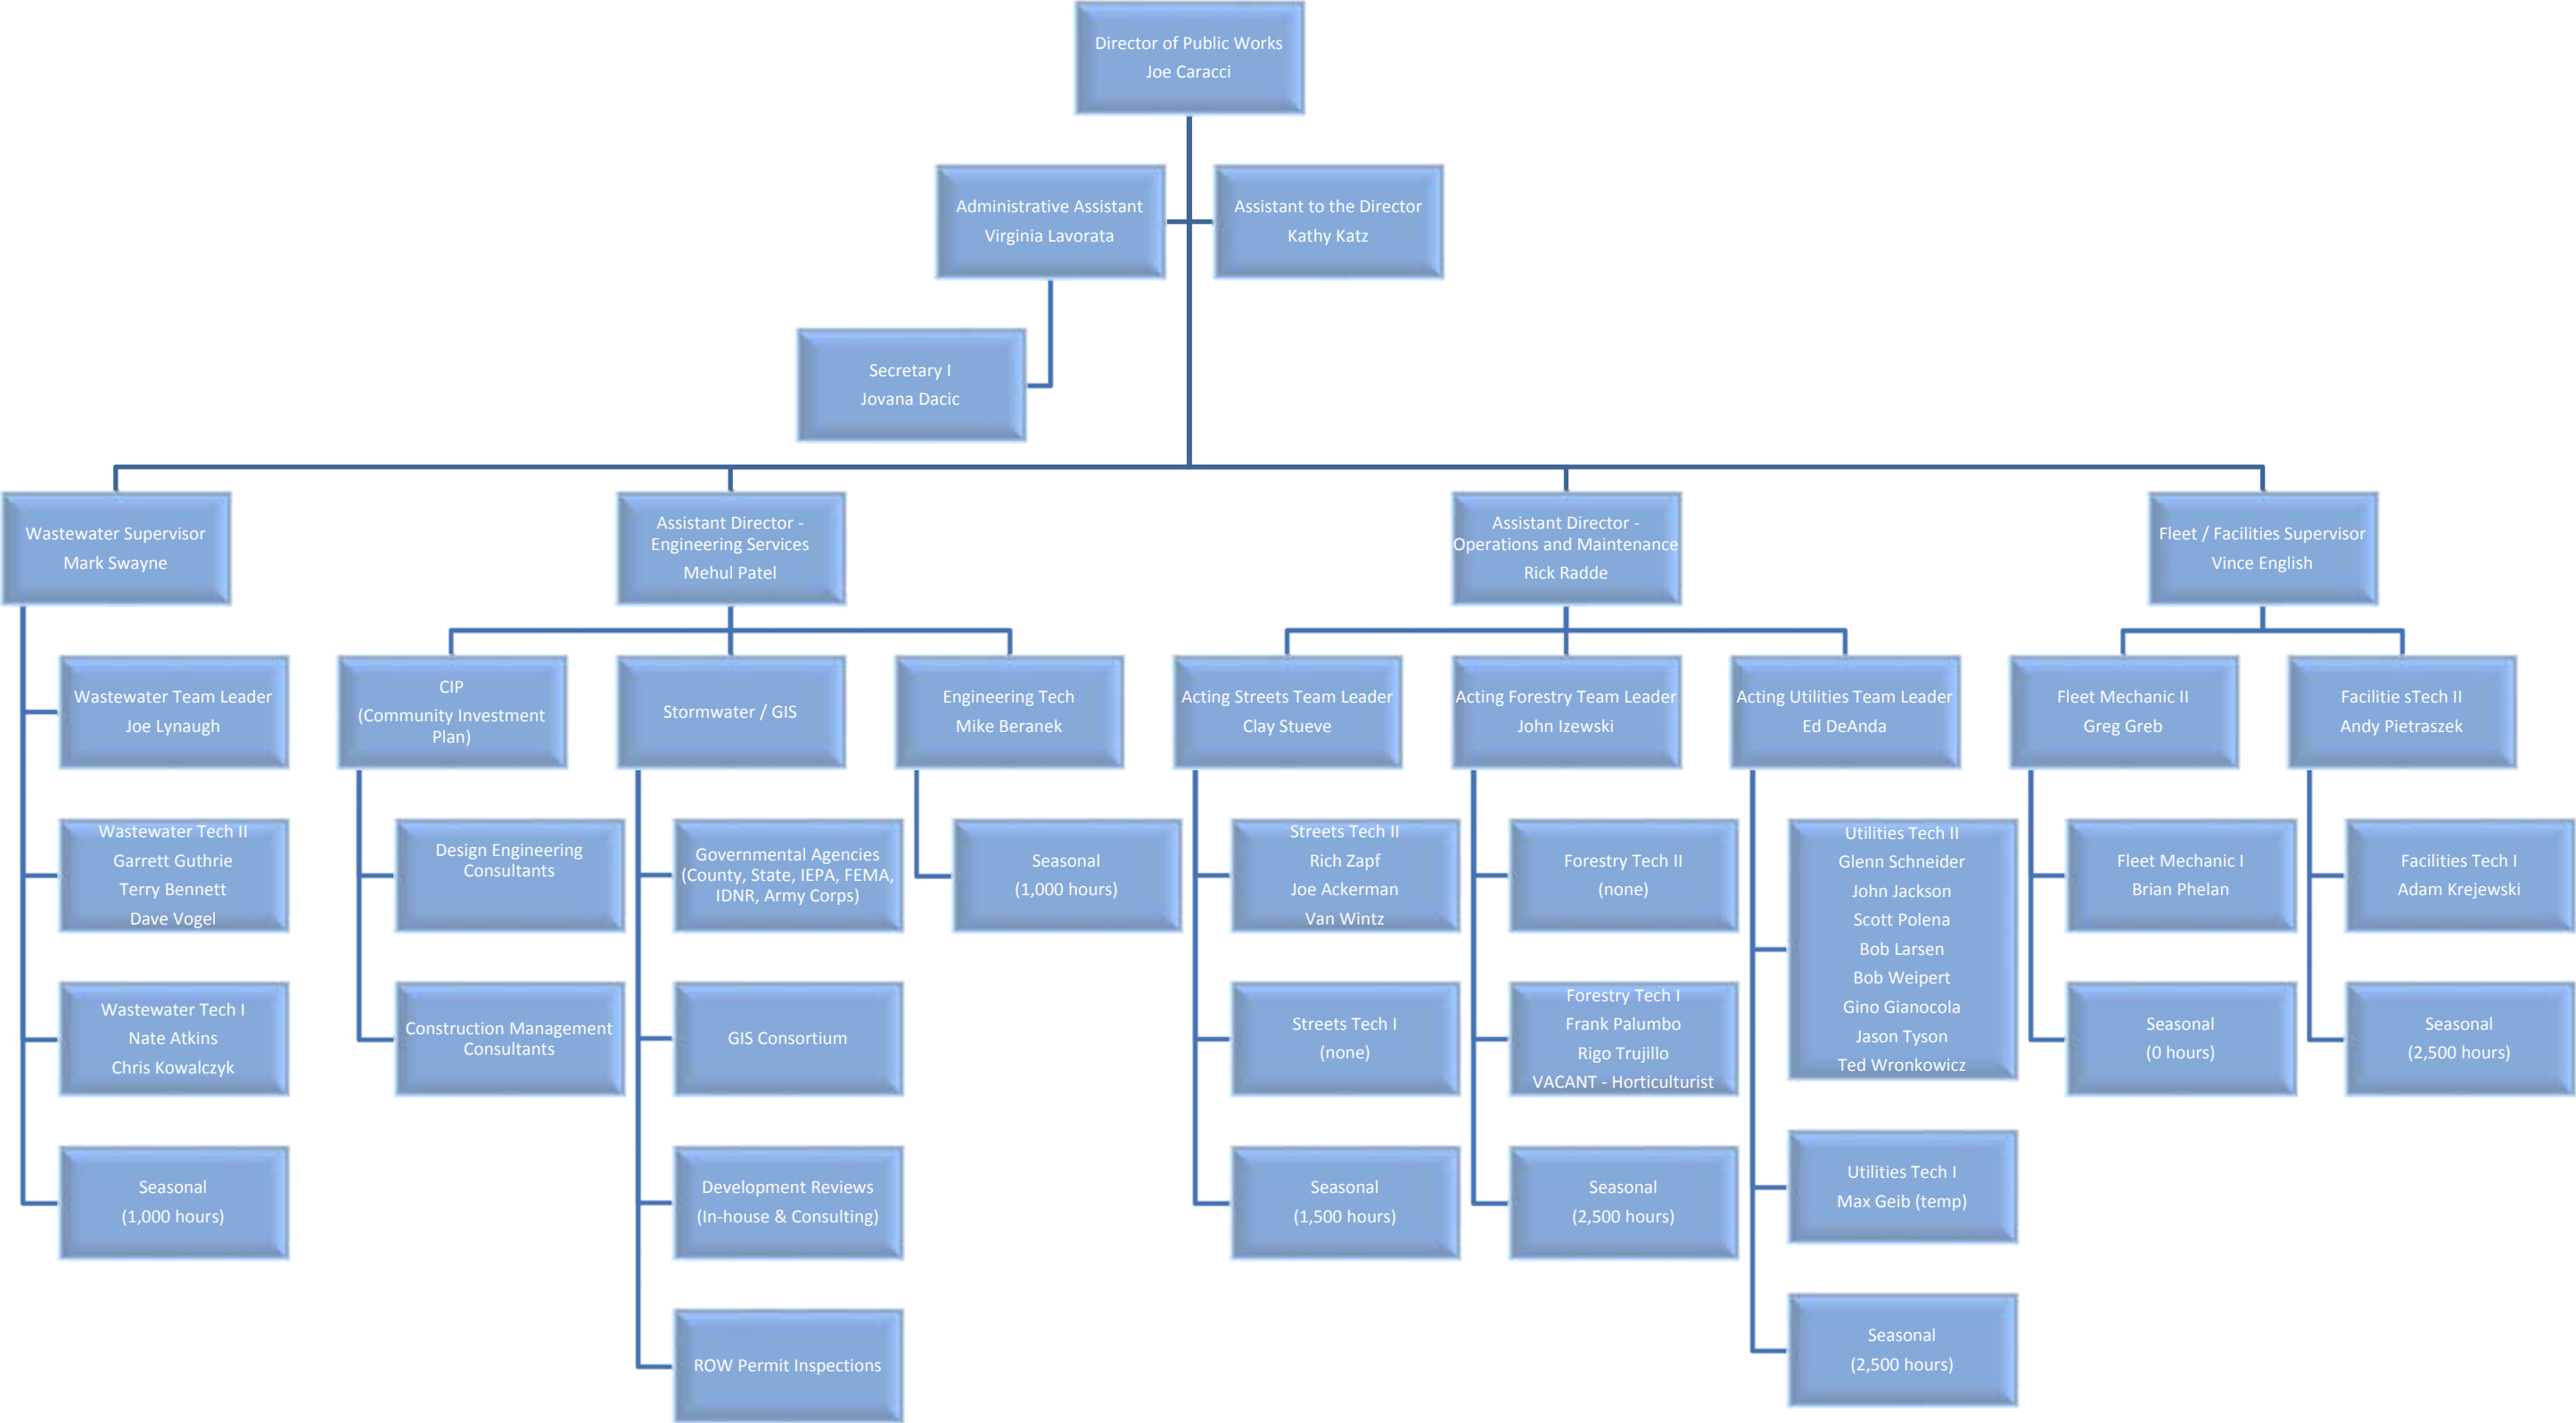 Director of Public Works
Joe Caracci
Administrative Assistant
Virginia Lavorata
Assistant to the Director
Kathy Katz
Secretary I
Jovana Dacic
Wastewater Supervisor
Mark Swayne
Assistant Director -
Engineering Services
Mehul Patel
Assistant Director -
Operations and Maintenance
Rick Radde
Fleet / Facilities Supervisor
Vince English
Wastewater Team Leader
Joe Lynaugh
Wastewater Tech II
Garrett Guthrie
Terry Bennett
Dave Vogel
Wastewater Tech I
Nate Atkins
Chris Kowalczyk
Seasonal
(1,000 hours)
CIP
(Community Investment
Plan)
Design Engineering
Consultants
Construction Management
Consultants
Stormwater / GIS
Governmental Agencies
(County, State, IEPA, FEMA,
IDNR, Army Corps)
GIS Consortium
Development Reviews
(In-house & Consulting)
ROW Permit Inspections
Engineering Tech
Mike Beranek
Seasonal
(1,000 hours)
Acting Streets Team Leader
Clay Stueve
Streets Tech II
Rich Zapf
Joe Ackerman
Van Wintz
Streets Tech I
(none)
Seasonal
(1,500 hours)
Acting Forestry Team Leader
John Izewski
Forestry Tech II
(none)
Forestry Tech I
Frank Palumbo
Rigo Trujillo
VACANT - Horticulturist
Seasonal
(2,500 hours)
Acting Utilities Team Leader
Ed DeAnda
Utilities Tech II
Glenn Schneider
John Jackson
Scott Polena
Bob Larsen
Bob Weipert
Gino Gianocola
Jason Tyson
Ted Wronkowicz
Utilities Tech I
Max Geib (temp)
Seasonal
(2,500 hours)
Fleet Mechanic II
Greg Greb
Fleet Mechanic I
Brian Phelan
Seasonal
(0 hours)
Facilitie sTech II
Andy Pietraszek
Facilities Tech I
Adam Krejewski
Seasonal
(2,500 hours)